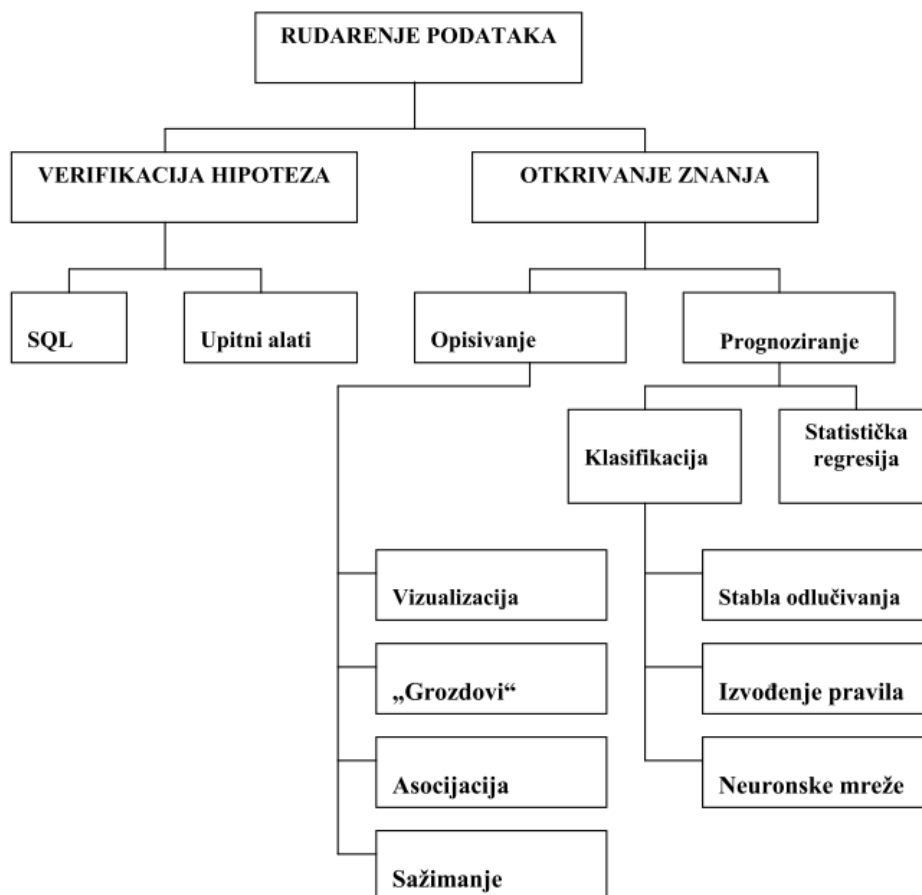 RUDARENJE PODATAKA
VERIFIKACIJA HIPOTEZA
OTKRIVANJE ZNANJA
SQL
Upitni alati
Opisivanje
Prognoziranje
Klasifikacija
Statistička
regresija
Vizualizacija
Stabla odlučivanja
„Grozdovi“
Izvođenje pravila
Asocijacija
Neuronske mreže
Sažimanje